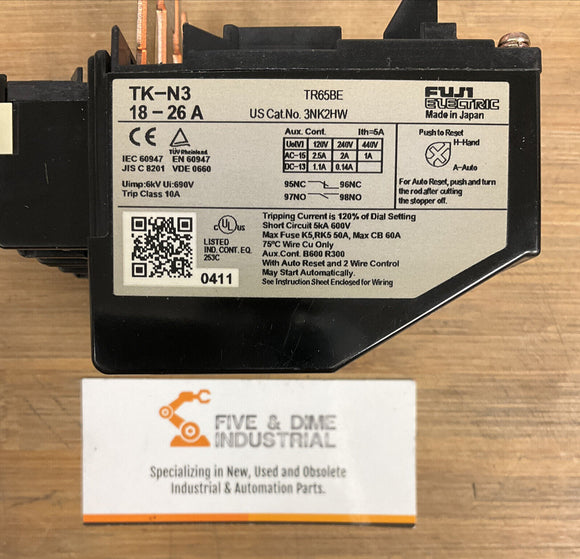 TK-N3
TR65BE
FUJI
ELECTRIC
18-26 A
US Cat.No. 3NK2HW
Made in Japan
CE
TÜV Rheinland
IEC 60947 EN 60947
JIS C 8201 VDE 0660
Uimp:6kV Ui:690V
Trip Class 10A
Aux. Cont. Ith=5A
Ue[V] 120V 240V 440V
AC-15 2.5A 2A 1A
DC-13 1.1A 0.14A
95NC 96NC
97NO 98NO
Push to Reset
H-Hand
A-Auto
For Auto Reset, push and turn
the rod after cutting
the stopper off.
Tripping Current is 120% of Dial Setting
Short Circuit 5kA 600V
Max Fuse K5,RK5 50A, Max CB 60A
75°C Wire Cu Only
Aux.Cont. B600 R300
With Auto Reset and 2 Wire Control
May Start Automatically.
See Instruction Sheet Enclosed for Wiring
c UL us
LISTED
IND. CONT. EQ.
253C
0411
FIVE & DIME
INDUSTRIAL
Specializing in New, Used and Obsolete
Industrial & Automation Parts.